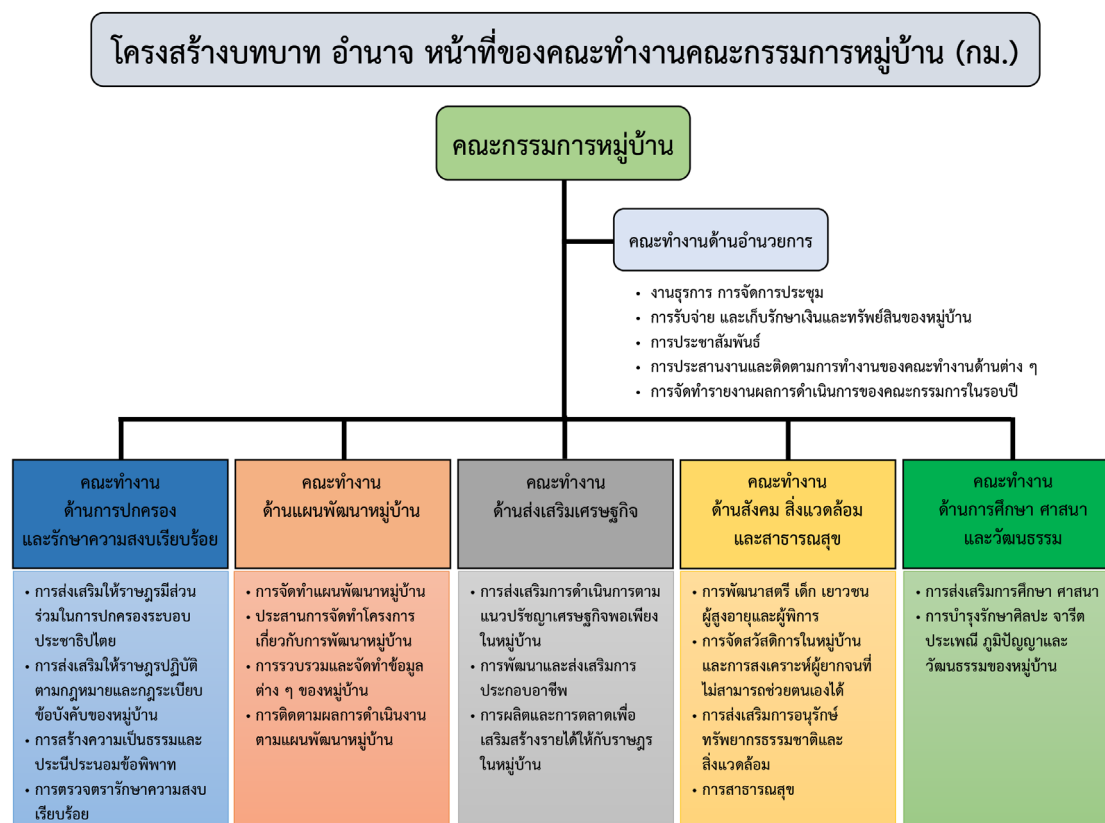 โครงสร้างบทบาท อำนาจ หน้าที่ของคณะทำงานคณะกรรมการหมู่บ้าน (กม.)
คณะกรรมการหมู่บ้าน
คณะทำงานด้านอำนวยการ
• งานธุรการ การจัดการประชุม
• การรับจ่าย และเก็บรักษาเงินและทรัพย์สินของหมู่บ้าน
• การประชาสัมพันธ์
• การประสานงานและติดตามการทำงานของคณะทำงานด้านต่าง ๆ
• การจัดทำรายงานผลการดำเนินการของคณะกรรมการในรอบปี
คณะทำงาน
ด้านการปกครอง
และรักษาความสงบเรียบร้อย
• การส่งเสริมให้ราษฎรมีส่วน
ร่วมในการปกครองระบอบ
ประชาธิปไตย
• การส่งเสริมให้ราษฎรปฏิบัติ
ตามกฎหมายและกฎระเบียบ
ข้อบังคับของหมู่บ้าน
• การสร้างความเป็นธรรมและ
ประนีประนอมข้อพิพาท
• การตรวจตรารักษาความสงบ
เรียบร้อย
คณะทำงาน
ด้านแผนพัฒนาหมู่บ้าน
• การจัดทำแผนพัฒนาหมู่บ้าน
• ประสานการจัดทำโครงการ
เกี่ยวกับการพัฒนาหมู่บ้าน
• การรวบรวมและจัดทำข้อมูล
ต่าง ๆ ของหมู่บ้าน
• การติดตามผลการดำเนินงาน
ตามแผนพัฒนาหมู่บ้าน
คณะทำงาน
ด้านส่งเสริมเศรษฐกิจ
• การส่งเสริมการดำเนินการตาม
แนวปรัชญาเศรษฐกิจพอเพียง
ในหมู่บ้าน
• การพัฒนาและส่งเสริมการ
ประกอบอาชีพ
• การผลิตและการตลาดเพื่อ
เสริมสร้างรายได้ให้กับราษฎร
ในหมู่บ้าน
คณะทำงาน
ด้านสังคม สิ่งแวดล้อม
และสาธารณสุข
• การพัฒนาสตรี เด็ก เยาวชน
ผู้สูงอายุและผู้พิการ
• การจัดสวัสดิการในหมู่บ้าน
และการสงเคราะห์ผู้ยากจนที่
ไม่สามารถช่วยตนเองได้
• การส่งเสริมการอนุรักษ์
ทรัพยากรธรรมชาติและ
สิ่งแวดล้อม
• การสาธารณสุข
คณะทำงาน
ด้านการศึกษา ศาสนา
และวัฒนธรรม
• การส่งเสริมการศึกษา ศาสนา
• การบำรุงรักษาศิลปะ จารีต
ประเพณี ภูมิปัญญาและ
วัฒนธรรมของหมู่บ้าน